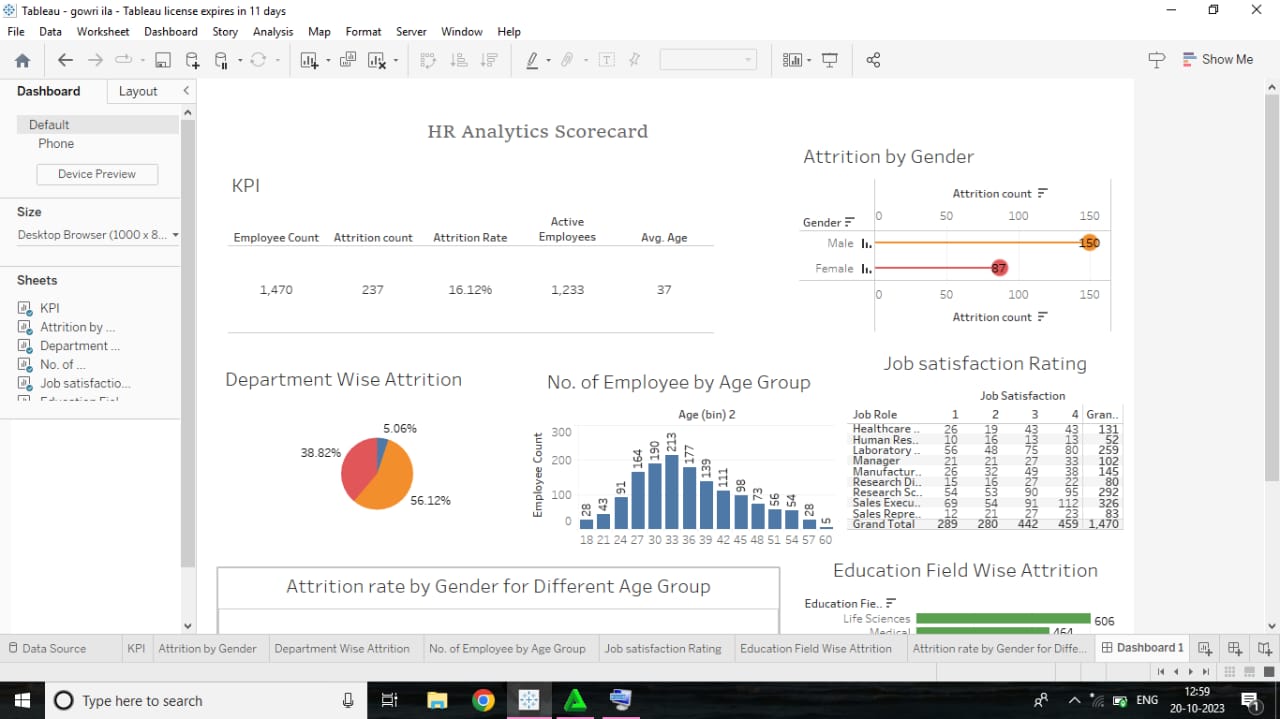 Tableau - gowri ila - Tableau license expires in 11 days
File Data Worksheet Dashboard Story Analysis Map Format Server Window Help
Show Me
Dashboard Layout
Default
Phone
Device Preview
Size
Desktop Browser (1000 x 8...
Sheets
KPI
Attrition by ...
Department ...
No. of ...
Job satisfactio...
HR Analytics Scorecard
KPI
Employee Count Attrition count Attrition Rate Active Employees Avg. Age
1,470 237 16.12% 1,233 37
Attrition by Gender
Attrition count
Gender 0 50 100 150
Male 150
Female 87
0 50 100 150
Attrition count
Department Wise Attrition
5.06%
38.82%
56.12%
No. of Employee by Age Group
Age (bin) 2
Employee Count
300
200
100
0
28 43 91 164 190 213 177 139 111 98 73 56 54 28 5
18 21 24 27 30 33 36 39 42 45 48 51 54 57 60
Job satisfaction Rating
Job Satisfaction
Job Role 1 2 3 4 Gran..
Healthcare .. 26 19 43 43 131
Human Res.. 10 16 13 13 52
Laboratory .. 56 48 75 80 259
Manager 21 21 27 33 102
Manufactur.. 26 32 49 38 145
Research Di.. 15 16 27 22 80
Research Sc.. 54 53 90 95 292
Sales Execu.. 69 54 91 112 326
Sales Repre.. 12 21 27 23 83
Grand Total 289 280 442 459 1,470
Attrition rate by Gender for Different Age Group
Education Field Wise Attrition
Education Fie..
Life Sciences 606
Medical 464
Data Source KPI Attrition by Gender Department Wise Attrition No. of Employee by Age Group Job satisfaction Rating Education Field Wise Attrition Attrition rate by Gender for Diffe... Dashboard 1
Type here to search
ENG
12:59
20-10-2023
1